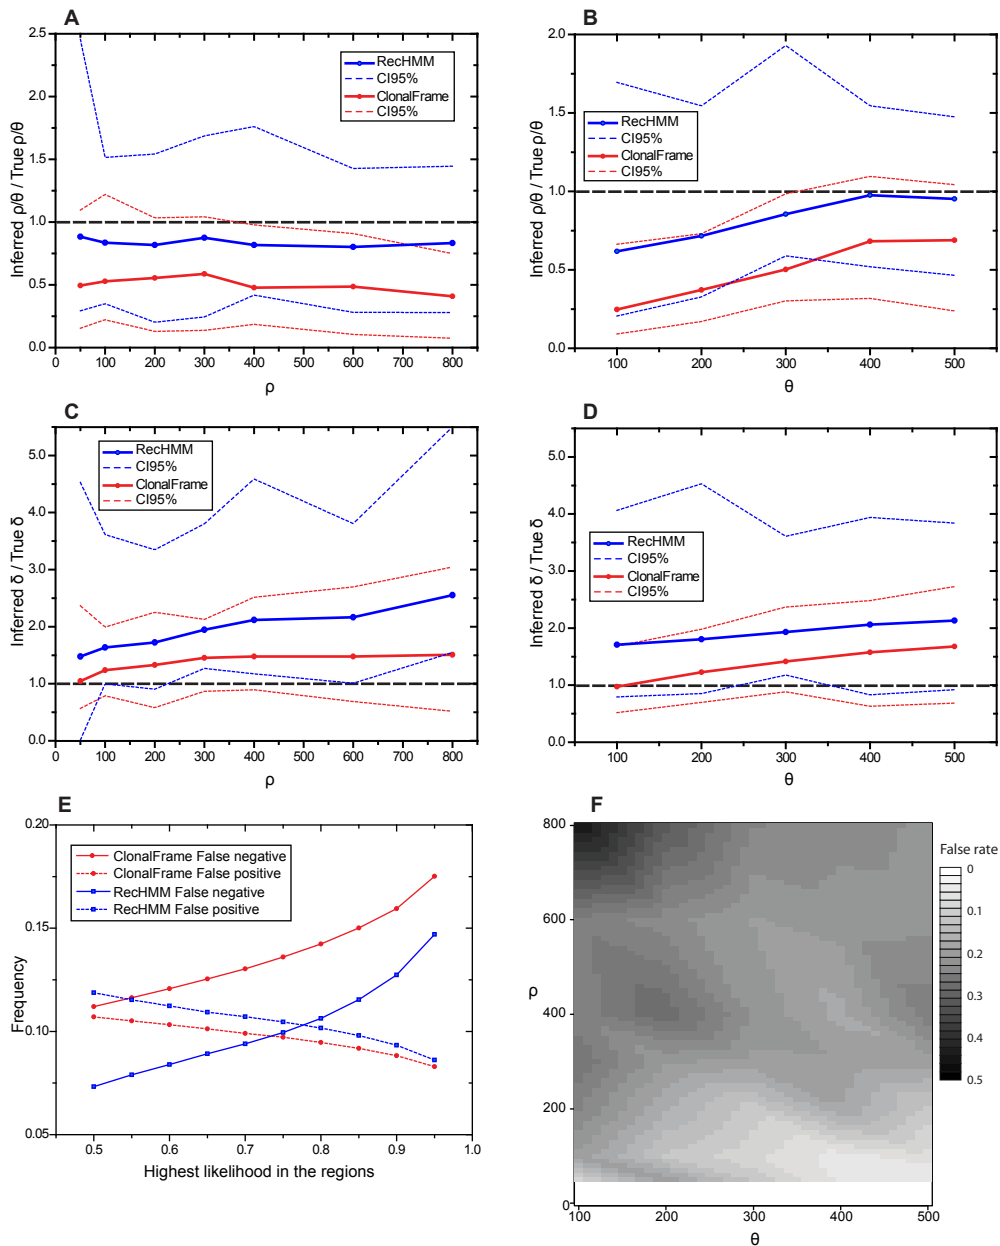 A
2.5
2.0
1.5
1.0
0.5
0.0
Inferred ρ/θ / True ρ/θ
0 100 200 300 400 500 600 700 800
ρ
RecHMM
CI95%
ClonalFrame
CI95%
B
2.0
1.5
1.0
0.5
0.0
Inferred ρ/θ / True ρ/θ
100 200 300 400 500
θ
RecHMM
CI95%
ClonalFrame
CI95%
C
5.0
4.0
3.0
2.0
1.0
0.0
Inferred δ / True δ
0 100 200 300 400 500 600 700 800
ρ
RecHMM
CI95%
ClonalFrame
CI95%
D
5.0
4.0
3.0
2.0
1.0
0.0
Inferred δ / True δ
100 200 300 400 500
θ
RecHMM
CI95%
ClonalFrame
CI95%
E
0.20
0.15
0.10
0.05
Frequency
0.5 0.6 0.7 0.8 0.9 1.0
Highest likelihood in the regions
ClonalFrame False negative
ClonalFrame False positive
RecHMM False negative
RecHMM False positive
F
800
600
400
200
0
ρ
100 200 300 400 500
θ
False rate
0
0.1
0.2
0.3
0.4
0.5